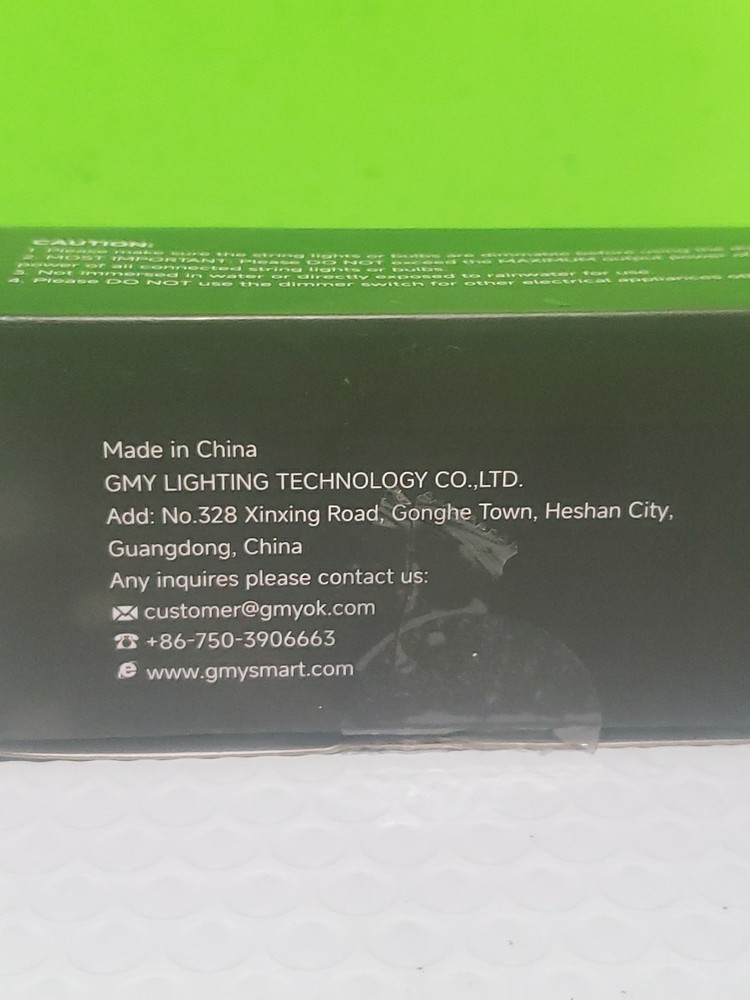 CAUTION:
1. Please make sure the string lights or bulbs are dimmable before using the
2. MOST IMPORTANT: Please DO NOT exceed the MAXIMUM output power
power of all connected string lights or bulbs.
3. Not immersed in water or directly exposed to rainwater for use.
4. Please DO NOT use the dimmer switch for other electrical appliances
Made in China
GMY LIGHTING TECHNOLOGY CO.,LTD.
Add: No.328 Xinxing Road, Gonghe Town, Heshan City,
Guangdong, China
Any inquires please contact us:
customer@gmyok.com
+86-750-3906663
www.gmysmart.com